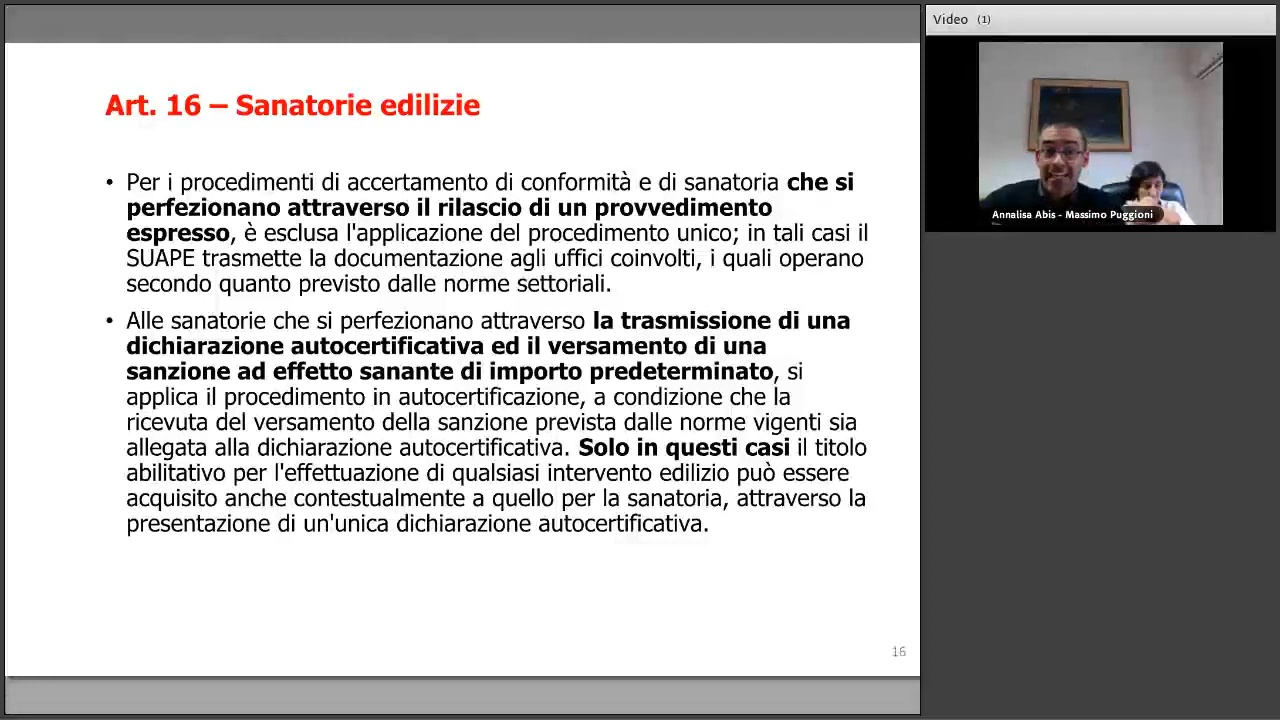 Video (1)
Annalisa Abis - Massimo Puggioni
Art. 16 – Sanatorie edilizie
• Per i procedimenti di accertamento di conformità e di sanatoria che si
perfezionano attraverso il rilascio di un provvedimento
espresso, è esclusa l'applicazione del procedimento unico; in tali casi il
SUAPE trasmette la documentazione agli uffici coinvolti, i quali operano
secondo quanto previsto dalle norme settoriali.
• Alle sanatorie che si perfezionano attraverso la trasmissione di una
dichiarazione autocertificativa ed il versamento di una
sanzione ad effetto sanante di importo predeterminato, si
applica il procedimento in autocertificazione, a condizione che la
ricevuta del versamento della sanzione prevista dalle norme vigenti sia
allegata alla dichiarazione autocertificativa. Solo in questi casi il titolo
abilitativo per l'effettuazione di qualsiasi intervento edilizio può essere
acquisito anche contestualmente a quello per la sanatoria, attraverso la
presentazione di un'unica dichiarazione autocertificativa.
16